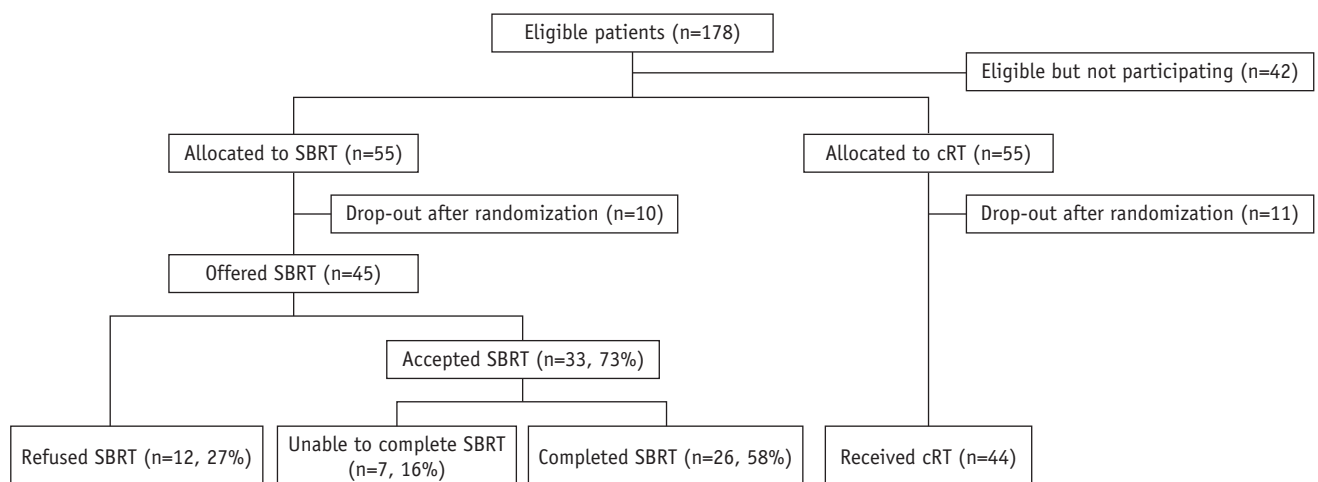 Eligible patients (n=178)
Eligible but not participating (n=42)
Allocated to SBRT (n=55)
Allocated to cRT (n=55)
Drop-out after randomization (n=10)
Drop-out after randomization (n=11)
Offered SBRT (n=45)
Accepted SBRT (n=33, 73%)
Refused SBRT (n=12, 27%)
Unable to complete SBRT
(n=7, 16%)
Completed SBRT (n=26, 58%)
Received cRT (n=44)